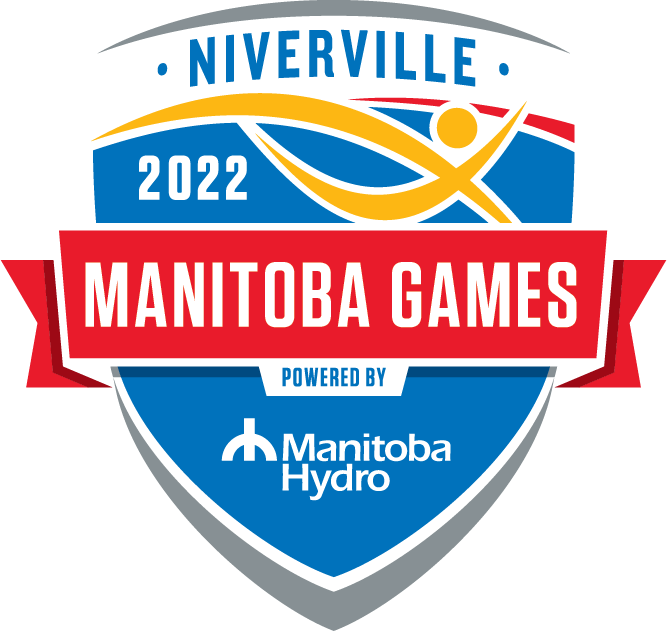 • NIVERVILLE •
2022
MANITOBA GAMES
POWERED BY
Manitoba
Hydro